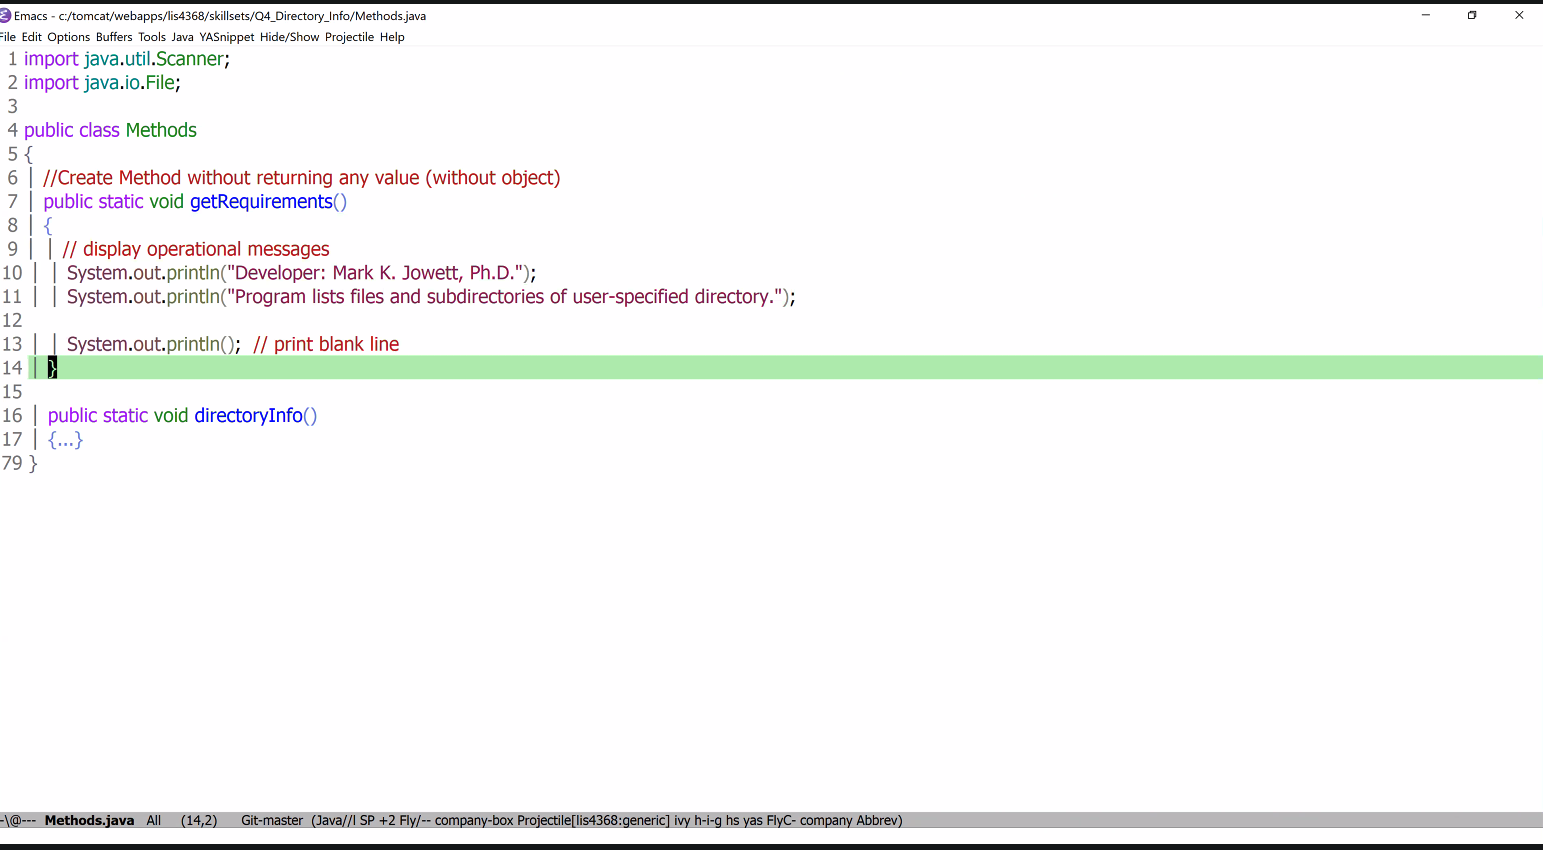 Emacs - c:/tomcat/webapps/lis4368/skillsets/Q4_Directory_Info/Methods.java
File Edit Options Buffers Tools Java YASnippet Hide/Show Projectile Help
1 import java.util.Scanner;
2 import java.io.File;
3
4 public class Methods
5 {
6 //Create Method without returning any value (without object)
7 public static void getRequirements()
8 {
9 // display operational messages
10 System.out.println("Developer: Mark K. Jowett, Ph.D.");
11 System.out.println("Program lists files and subdirectories of user-specified directory.");
12
13 System.out.println(); // print blank line
14 }
15
16 public static void directoryInfo()
17 {...}
79 }
-\@--- Methods.java All (14,2) Git-master (Java//l SP +2 Fly/-- company-box Projectile[lis4368:generic] ivy h-i-g hs yas FlyC- company Abbrev)